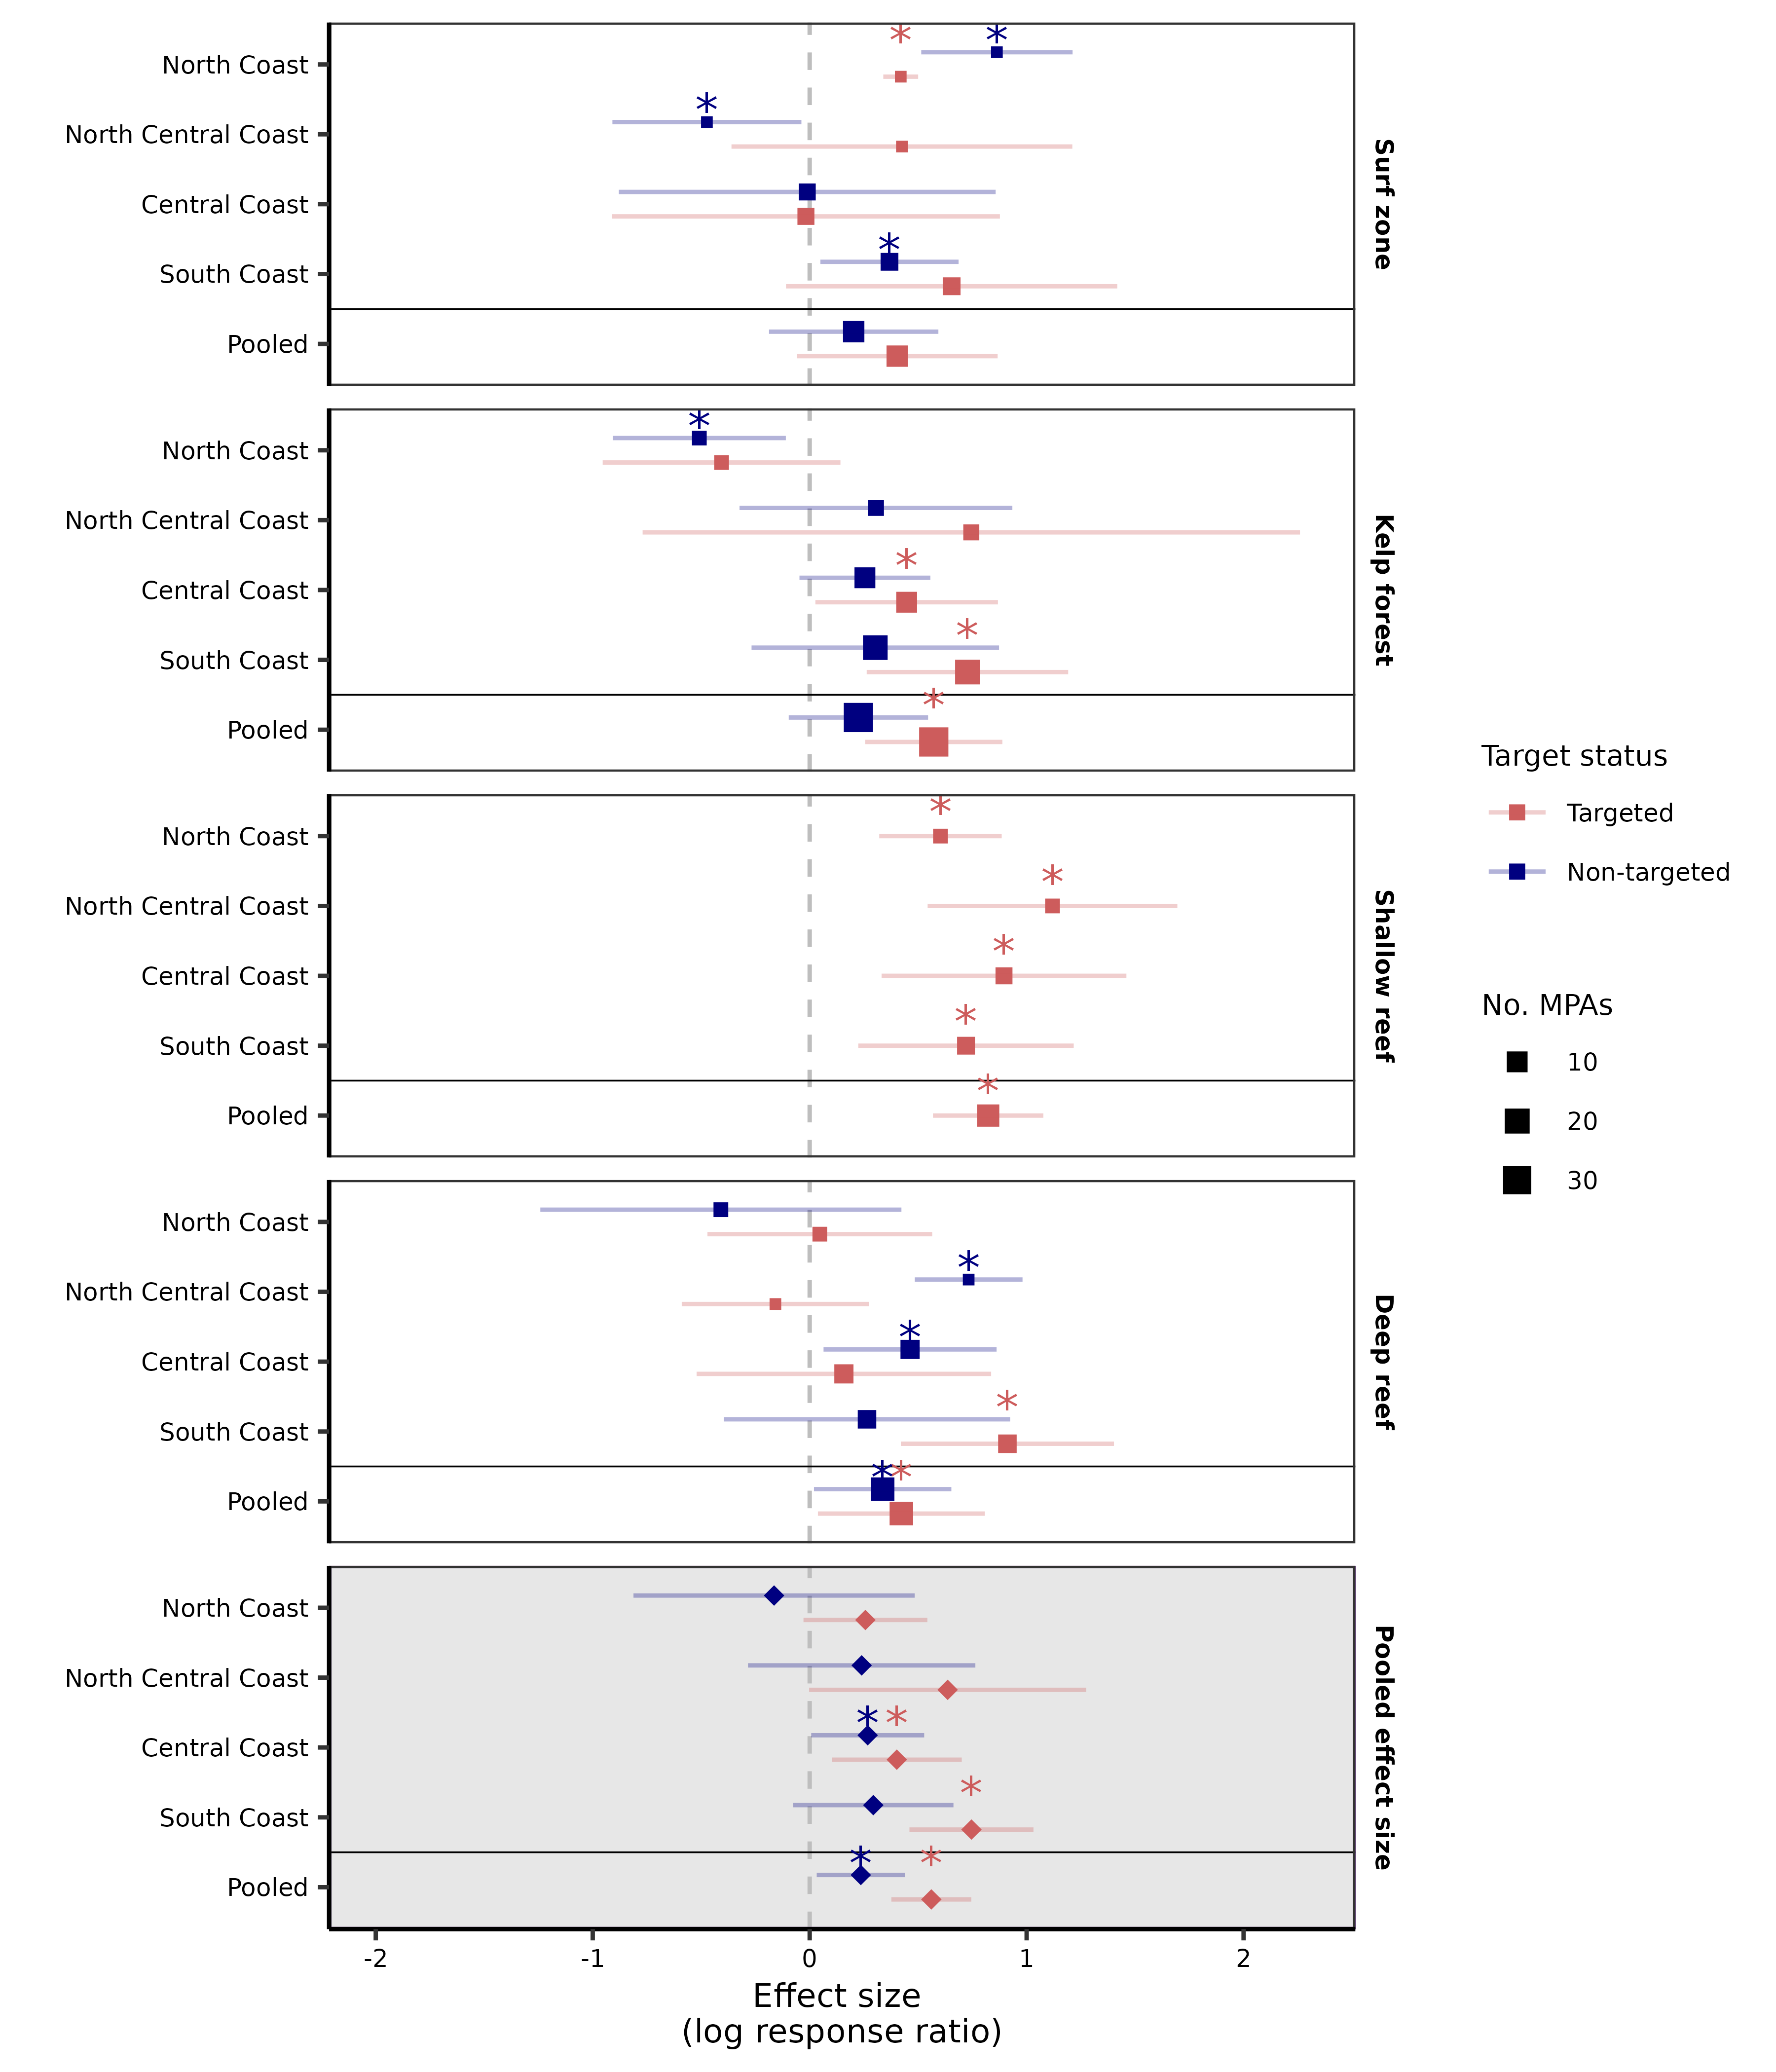 North Coast
North Central Coast
Central Coast
South Coast
Pooled
Surf zone
North Coast
North Central Coast
Central Coast
South Coast
Pooled
Kelp forest
North Coast
North Central Coast
Central Coast
South Coast
Pooled
Shallow reef
North Coast
North Central Coast
Central Coast
South Coast
Pooled
Deep reef
North Coast
North Central Coast
Central Coast
South Coast
Pooled
Pooled effect size
-2 -1 0 1 2
Effect size
(log response ratio)
Target status
Targeted
Non-targeted
No. MPAs
10
20
30